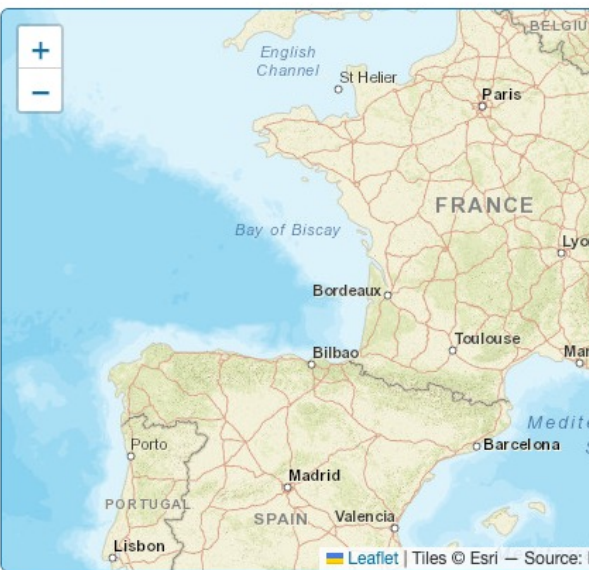 +
−
English
Channel
BELGIU
St Helier
Paris
FRANCE
Bay of Biscay
Lyo
Bordeaux
Toulouse
Mar
Bilbao
Medite
Porto
Barcelona
Madrid
PORTUGAL
SPAIN
Valencia
Lisbon
Leaflet | Tiles © Esri — Source: